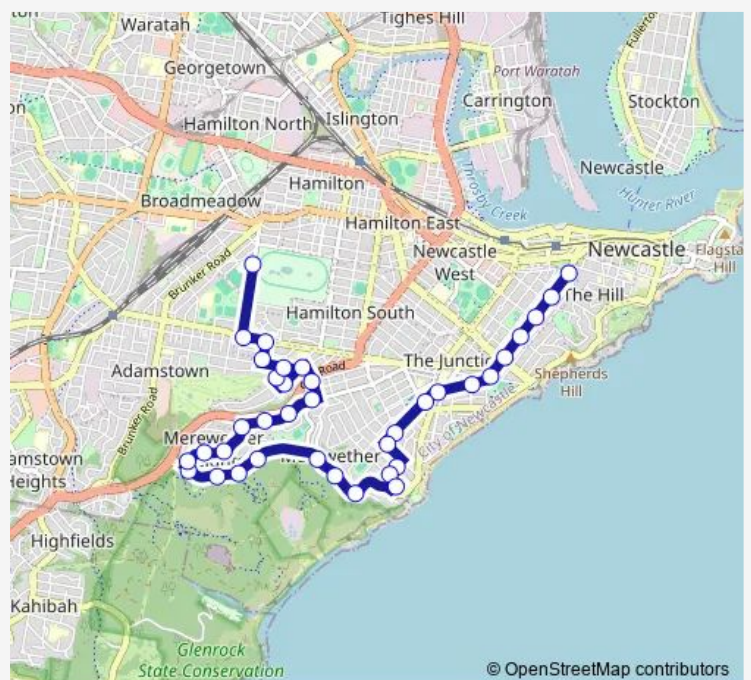 Waratah
Tighes Hill
Georgetown
Port Waratah
Carrington
Stockton
Hamilton North
Islington
Throsby Creek
Newcastle
Hamilton
Hunter River
Broadmeadow
Hamilton East
Newcastle
West
Newcastle
Flagsta
Hill
Brunker Road
The Hill
Hamilton South
Adamstown
Road
The Junctio
Shepherds
Hill
City of Newcastle
Brunker Road
Merewether
amstown
Heights
Highfields
Kahibah
Glenrock
State Conservation
© OpenStreetMap contributors